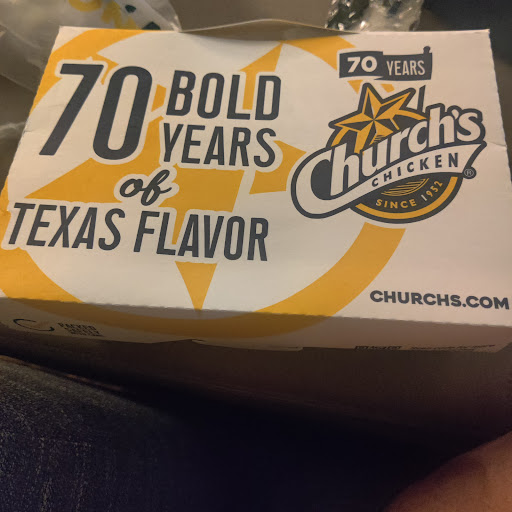 70 BOLD
YEARS
of
TEXAS FLAVOR
70 YEARS
Church's
CHICKEN ®
SINCE 1952
CHURCHS.COM